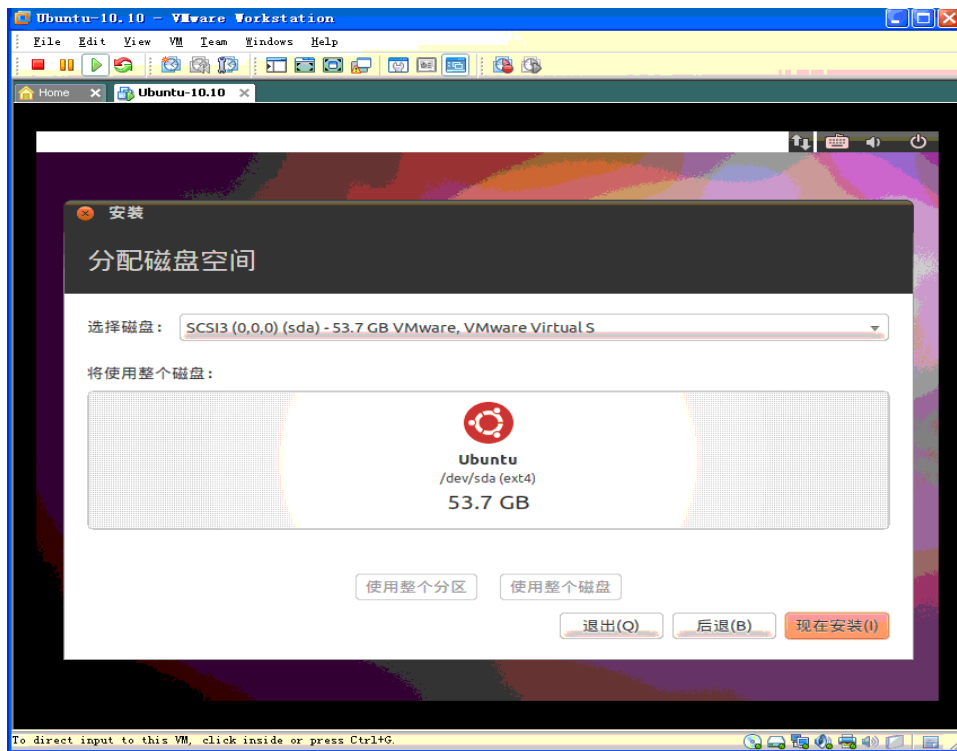 Ubuntu-10.10 - VMware Workstation
File Edit View VM Team Windows Help
Home Ubuntu-10.10
安装
分配磁盘空间
选择磁盘: SCSI3 (0,0,0) (sda) - 53.7 GB VMware, VMware Virtual S
将使用整个磁盘:
Ubuntu
/dev/sda (ext4)
53.7 GB
使用整个分区 使用整个磁盘
退出(Q) 后退(B) 现在安装(I)
To direct input to this VM, click inside or press Ctrl+G.